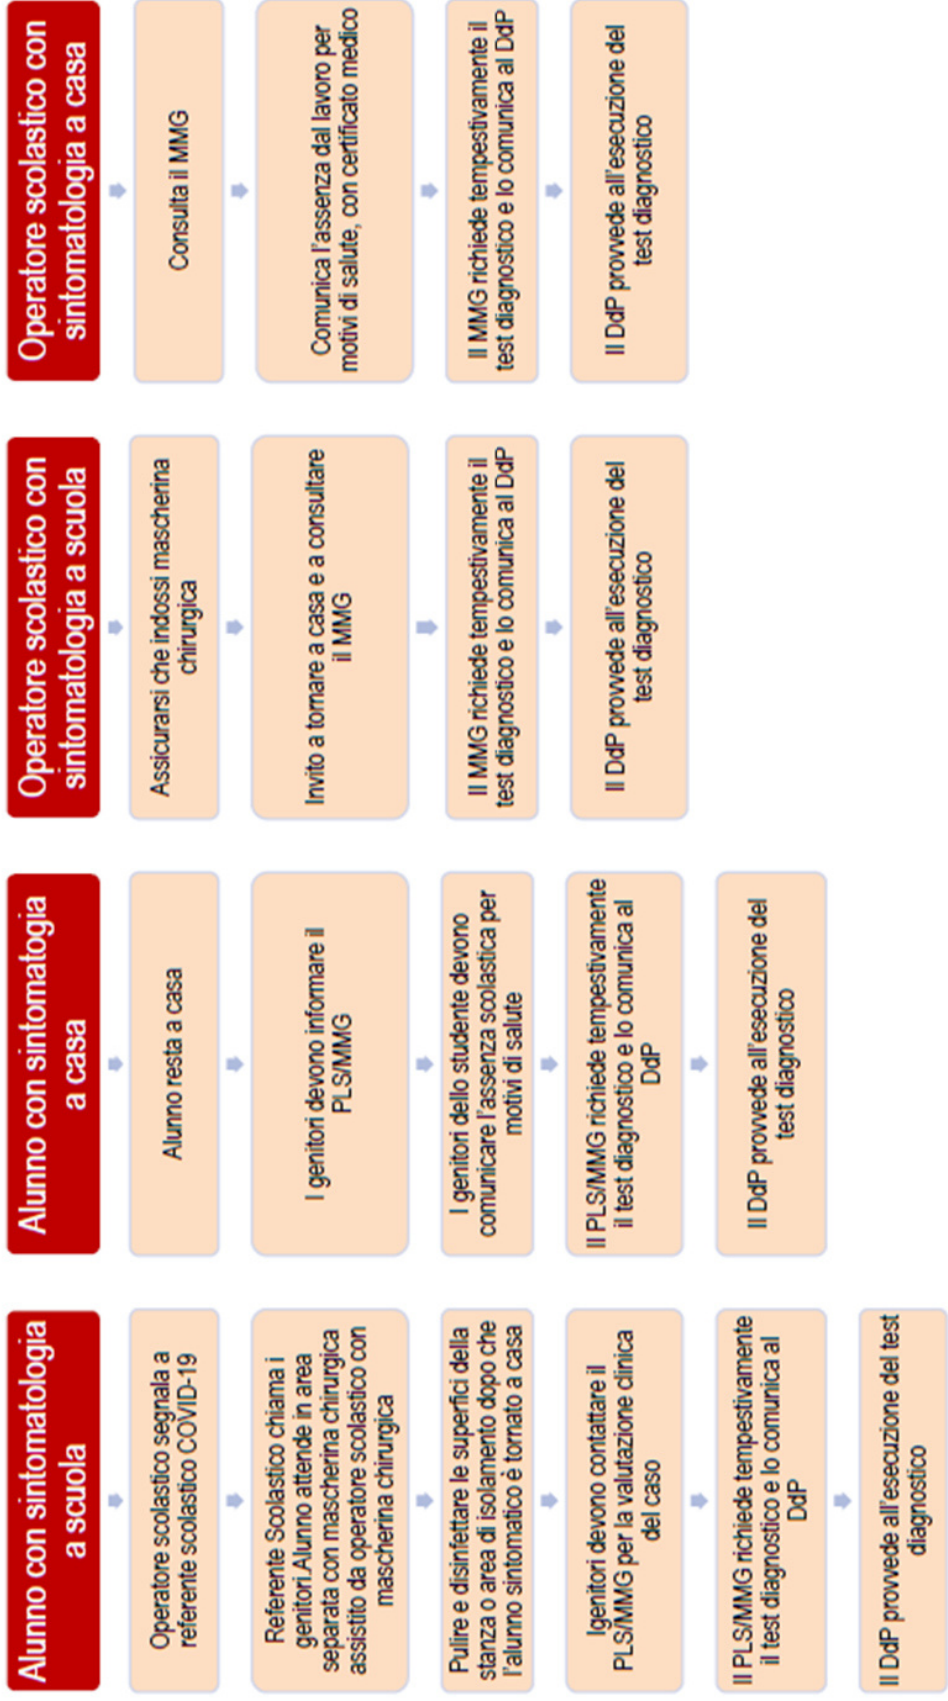 Alunno con sintomatologia
a scuola
Operatore scolastico segnala a
referente scolastico COVID-19
Referente Scolastico chiama i
genitori.Alunno attende in area
separata con mascherina chirurgica
assistito da operatore scolastico con
mascherina chirurgica
Pulire e disinfettare le superfici della
stanza o area di isolamento dopo che
l'alunno sintomatico è tornato a casa
Igenitori devono contattare il
PLS/MMG per la valutazione clinica
del caso
Il PLS/MMG richiede tempestivamente
il test diagnostico e lo comunica al
DdP
Il DdP provvede all'esecuzione del test
diagnostico
Alunno con sintomatogia
a casa
Alunno resta a casa
I genitori devono informare il
PLS/MMG
I genitori dello studente devono
comunicare l'assenza scolastica per
motivi di salute
Il PLS/MMG richiede tempestivamente
il test diagnostico e lo comunica al
DdP
Il DdP provvede all'esecuzione del
test diagnostico
Operatore scolastico con
sintomatologia a scuola
Assicurarsi che indossi mascherina
chirurgica
Invito a tornare a casa e a consultare
il MMG
Il MMG richiede tempestivamente il
test diagnostico e lo comunica al DdP
Il DdP provvede all'esecuzione del
test diagnostico
Operatore scolastico con
sintomatologia a casa
Consulta il MMG
Comunica l'assenza dal lavoro per
motivi di salute, con certificato medico
Il MMG richiede tempestivamente il
test diagnostico e lo comunica al DdP
Il DdP provvede all'esecuzione del
test diagnostico